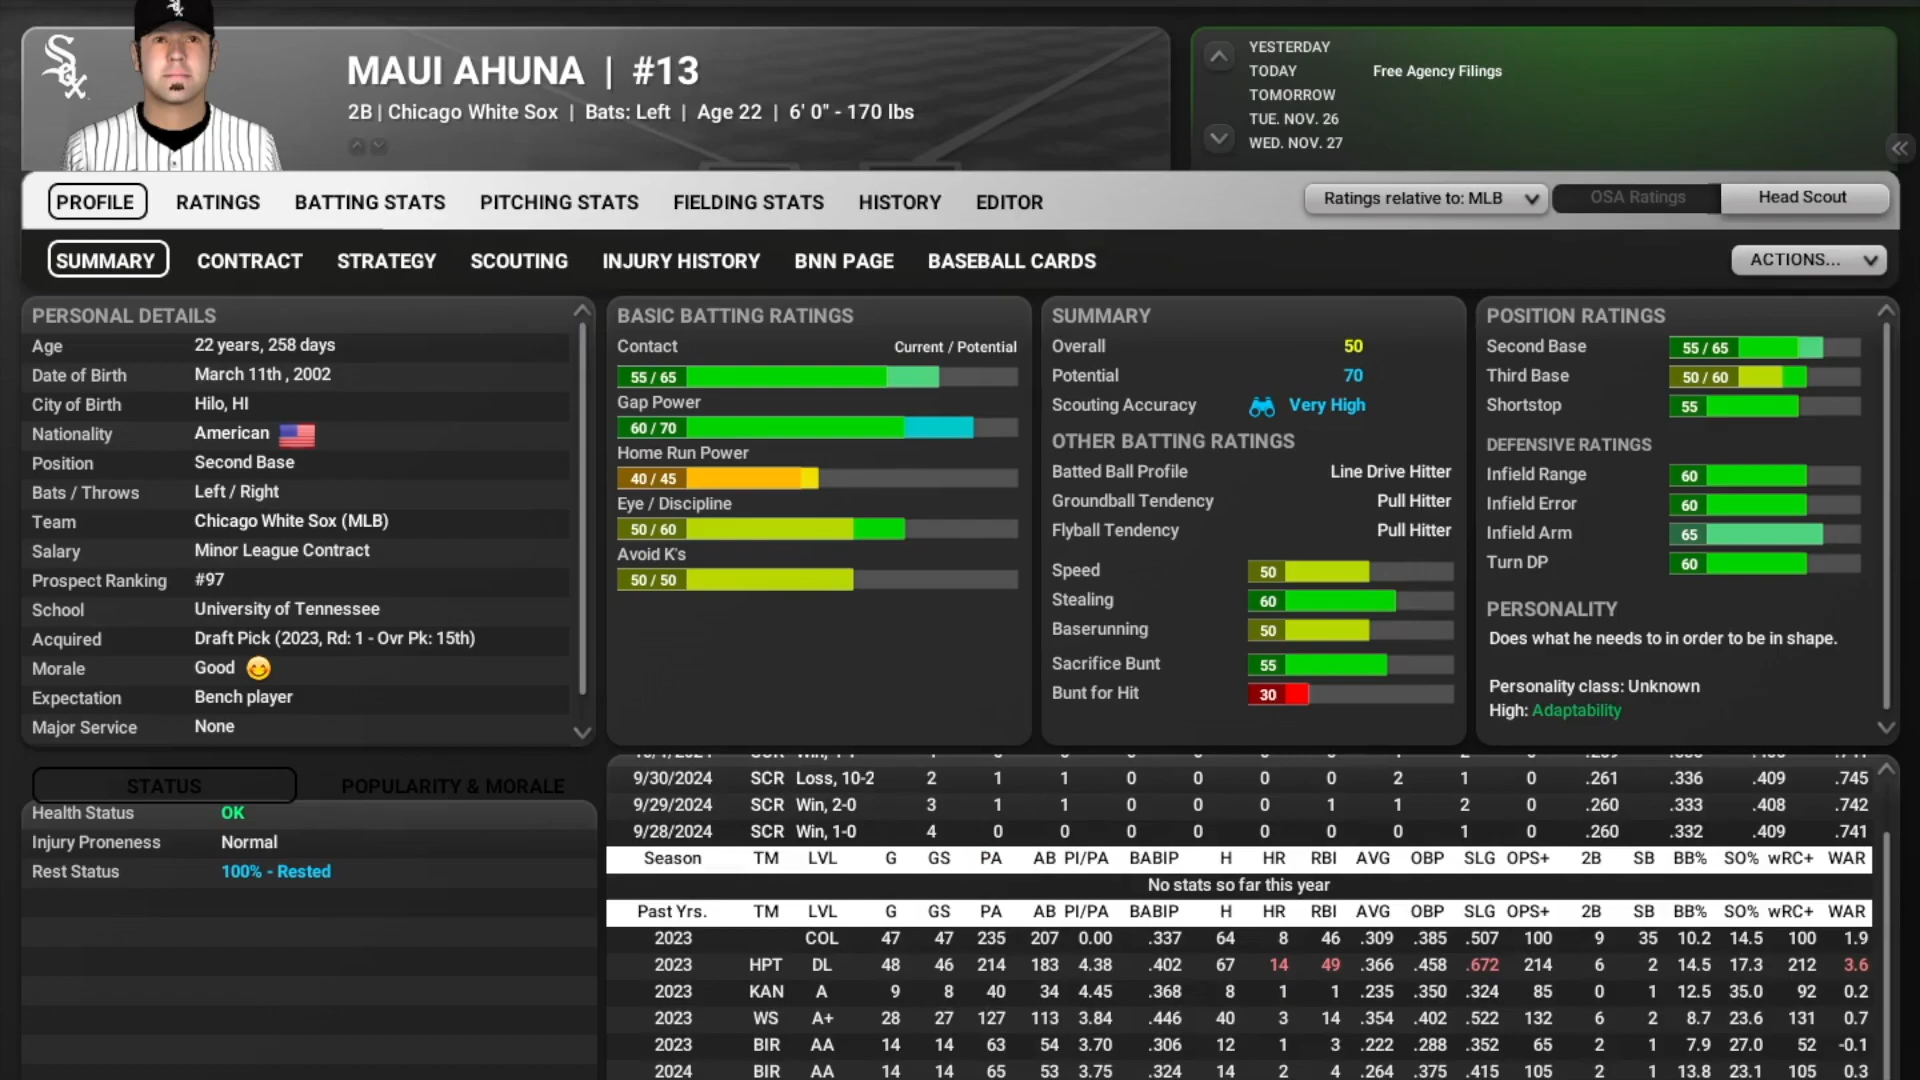 MAUI AHUNA | #13
2B | Chicago White Sox | Bats: Left | Age 22 | 6' 0" - 170 lbs
YESTERDAY
TODAY Free Agency Filings
TOMORROW
TUE. NOV. 26
WED. NOV. 27
PROFILE RATINGS BATTING STATS PITCHING STATS FIELDING STATS HISTORY EDITOR
Ratings relative to: MLB OSA Ratings Head Scout
SUMMARY CONTRACT STRATEGY SCOUTING INJURY HISTORY BNN PAGE BASEBALL CARDS
ACTIONS...
PERSONAL DETAILS
Age 22 years, 258 days
Date of Birth March 11th , 2002
City of Birth Hilo, HI
Nationality American
Position Second Base
Bats / Throws Left / Right
Team Chicago White Sox (MLB)
Salary Minor League Contract
Prospect Ranking #97
School University of Tennessee
Acquired Draft Pick (2023, Rd: 1 - Ovr Pk: 15th)
Morale Good
Expectation Bench player
Major Service None
BASIC BATTING RATINGS
Contact Current / Potential
55 / 65
Gap Power
60 / 70
Home Run Power
40 / 45
Eye / Discipline
50 / 60
Avoid K's
50 / 50
SUMMARY
Overall 50
Potential 70
Scouting Accuracy Very High
OTHER BATTING RATINGS
Batted Ball Profile Line Drive Hitter
Groundball Tendency Pull Hitter
Flyball Tendency Pull Hitter
Speed 50
Stealing 60
Baserunning 50
Sacrifice Bunt 55
Bunt for Hit 30
POSITION RATINGS
Second Base 55 / 65
Third Base 50 / 60
Shortstop 55
DEFENSIVE RATINGS
Infield Range 60
Infield Error 60
Infield Arm 65
Turn DP 60
PERSONALITY
Does what he needs to in order to be in shape.
Personality class: Unknown
High: Adaptability
STATUS POPULARITY & MORALE
Health Status OK
Injury Proneness Normal
Rest Status 100% - Rested
9/30/2024 SCR Loss, 10-2 2 1 1 0 0 0 0 2 1 0 .261 .336 .409 .745
9/29/2024 SCR Win, 2-0 3 1 1 0 0 0 1 1 2 0 .260 .333 .408 .742
9/28/2024 SCR Win, 1-0 4 0 0 0 0 0 0 0 1 0 .260 .332 .409 .741
Season TM LVL G GS PA AB PI/PA BABIP H HR RBI AVG OBP SLG OPS+ 2B SB BB% SO% wRC+ WAR
No stats so far this year
Past Yrs. TM LVL G GS PA AB PI/PA BABIP H HR RBI AVG OBP SLG OPS+ 2B SB BB% SO% wRC+ WAR
2023 COL 47 47 235 207 0.00 .337 64 8 46 .309 .385 .507 100 9 35 10.2 14.5 100 1.9
2023 HPT DL 48 46 214 183 4.38 .402 67 14 49 .366 .458 .672 214 6 2 14.5 17.3 212 3.6
2023 KAN A 9 8 40 34 4.45 .368 8 1 1 .235 .350 .324 85 0 1 12.5 35.0 92 0.2
2023 WS A+ 28 27 127 113 3.84 .446 40 3 14 .354 .402 .522 132 6 2 8.7 23.6 131 0.7
2023 BIR AA 14 14 63 54 3.70 .306 12 1 3 .222 .288 .352 65 2 1 7.9 27.0 52 -0.1
2024 BIR AA 14 14 65 53 3.75 .324 14 2 4 .264 .375 .415 105 2 1 13.8 23.1 105 0.3